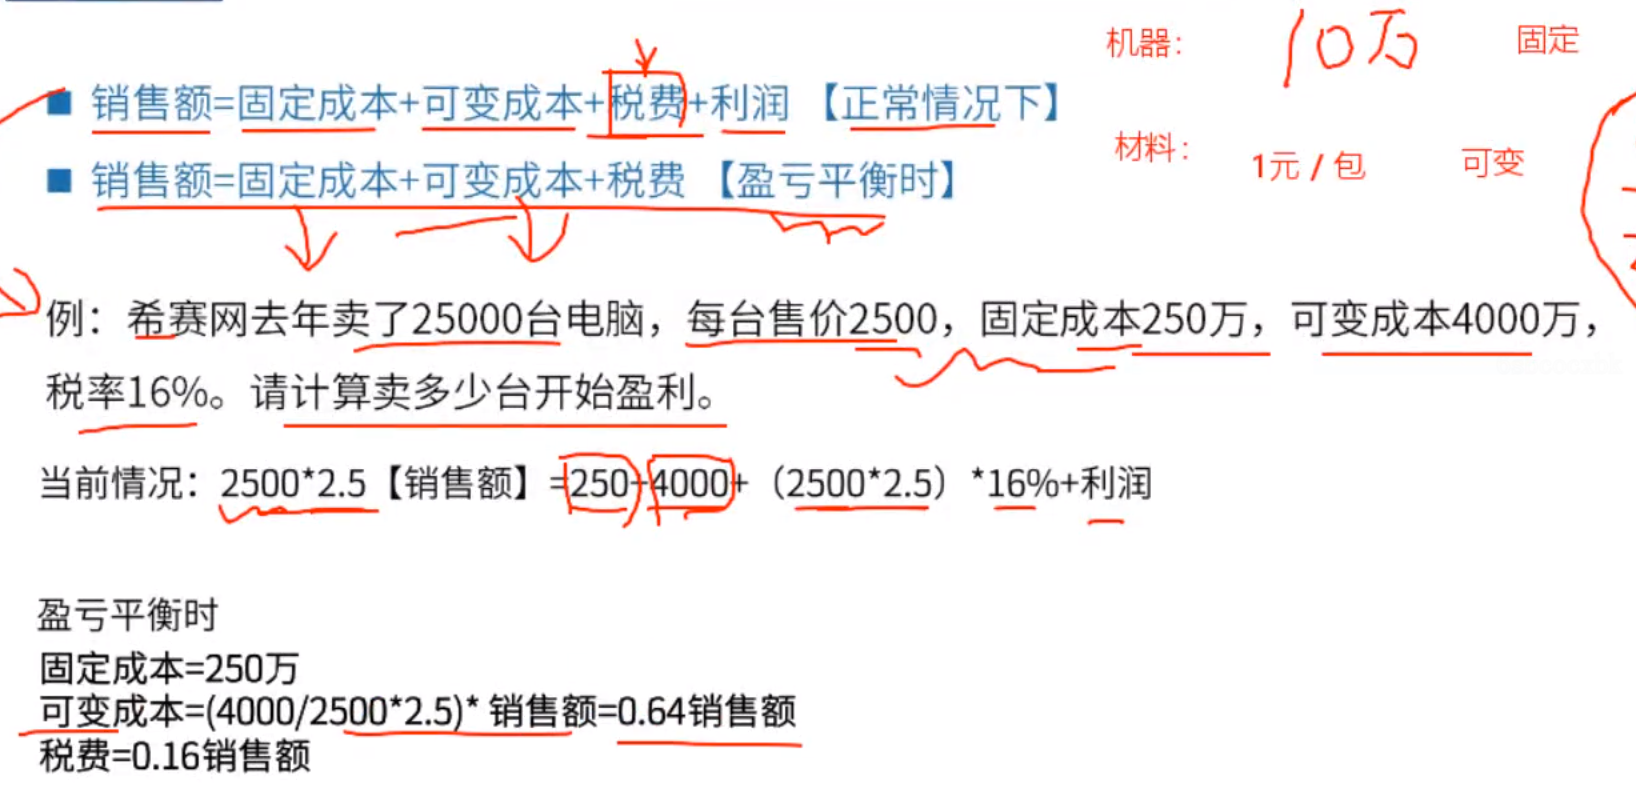 机器： 10万 固定
销售额=固定成本+可变成本+税费+利润 【正常情况下】
材料： 1元 / 包 可变
销售额=固定成本+可变成本+税费 【盈亏平衡时】
例：希赛网去年卖了25000台电脑，每台售价2500，固定成本250万，可变成本4000万，
税率16%。请计算卖多少台开始盈利。
当前情况：2500*2.5【销售额】=250+4000+（2500*2.5）*16%+利润
盈亏平衡时
固定成本=250万
可变成本=(4000/2500*2.5)* 销售额=0.64销售额
税费=0.16销售额